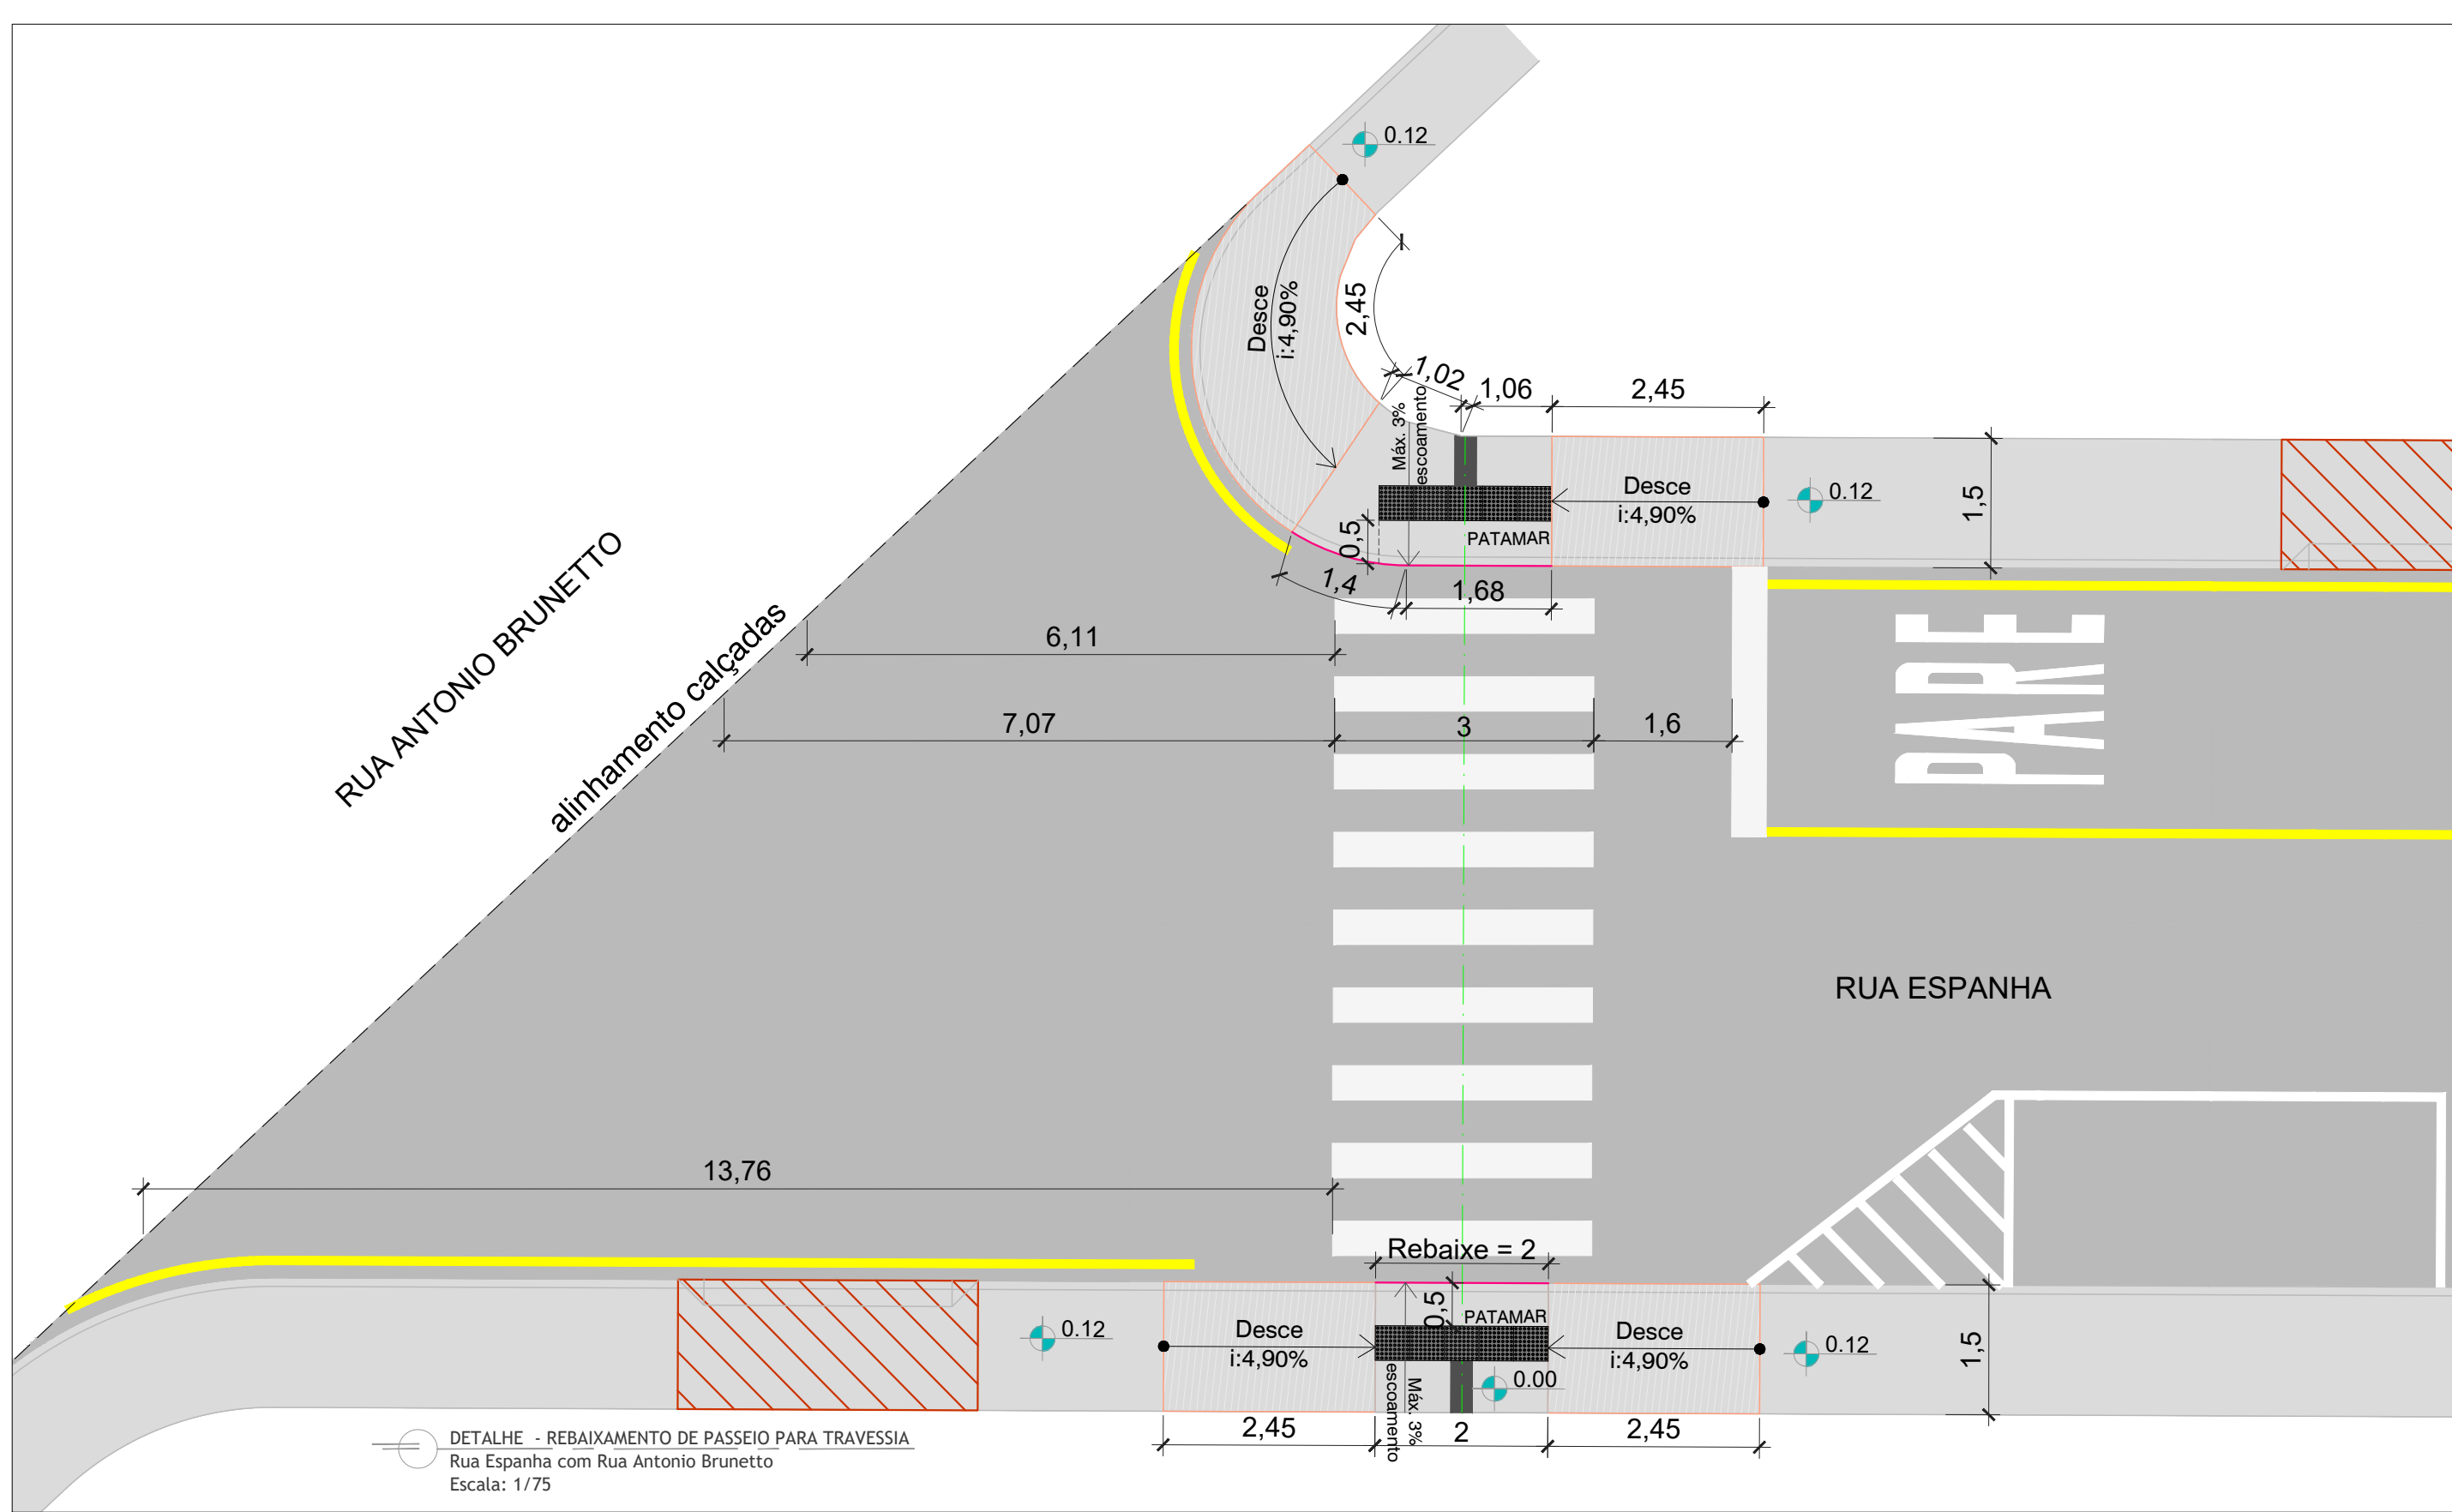 0.12
Desce
i:4,90%
2,45
1,02
1,06
2,45
Máx. 3%
escoamento
Desce
i:4,90%
0.12
1,5
PATAMAR
0,5
1,4
1,68
RUA ANTONIO BRUNETTO
alinhamento calçadas
6,11
7,07
3
1,6
PARE
RUA ESPANHA
13,76
Rebaixe = 2
0,5
PATAMAR
0.12
Desce
i:4,90%
Desce
i:4,90%
0.12
1,5
0.00
Máx. 3%
escoamento
2,45
2
2,45
DETALHE - REBAIXAMENTO DE PASSEIO PARA TRAVESSIA
Rua Espanha com Rua Antonio Brunetto
Escala: 1/75